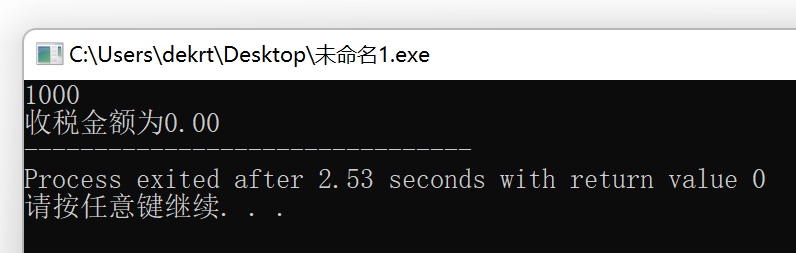 C:\Users\dekrt\Desktop\未命名1.exe
1000
收税金额为0.00
--------------------------------
Process exited after 2.53 seconds with return value 0
请按任意键继续. . .